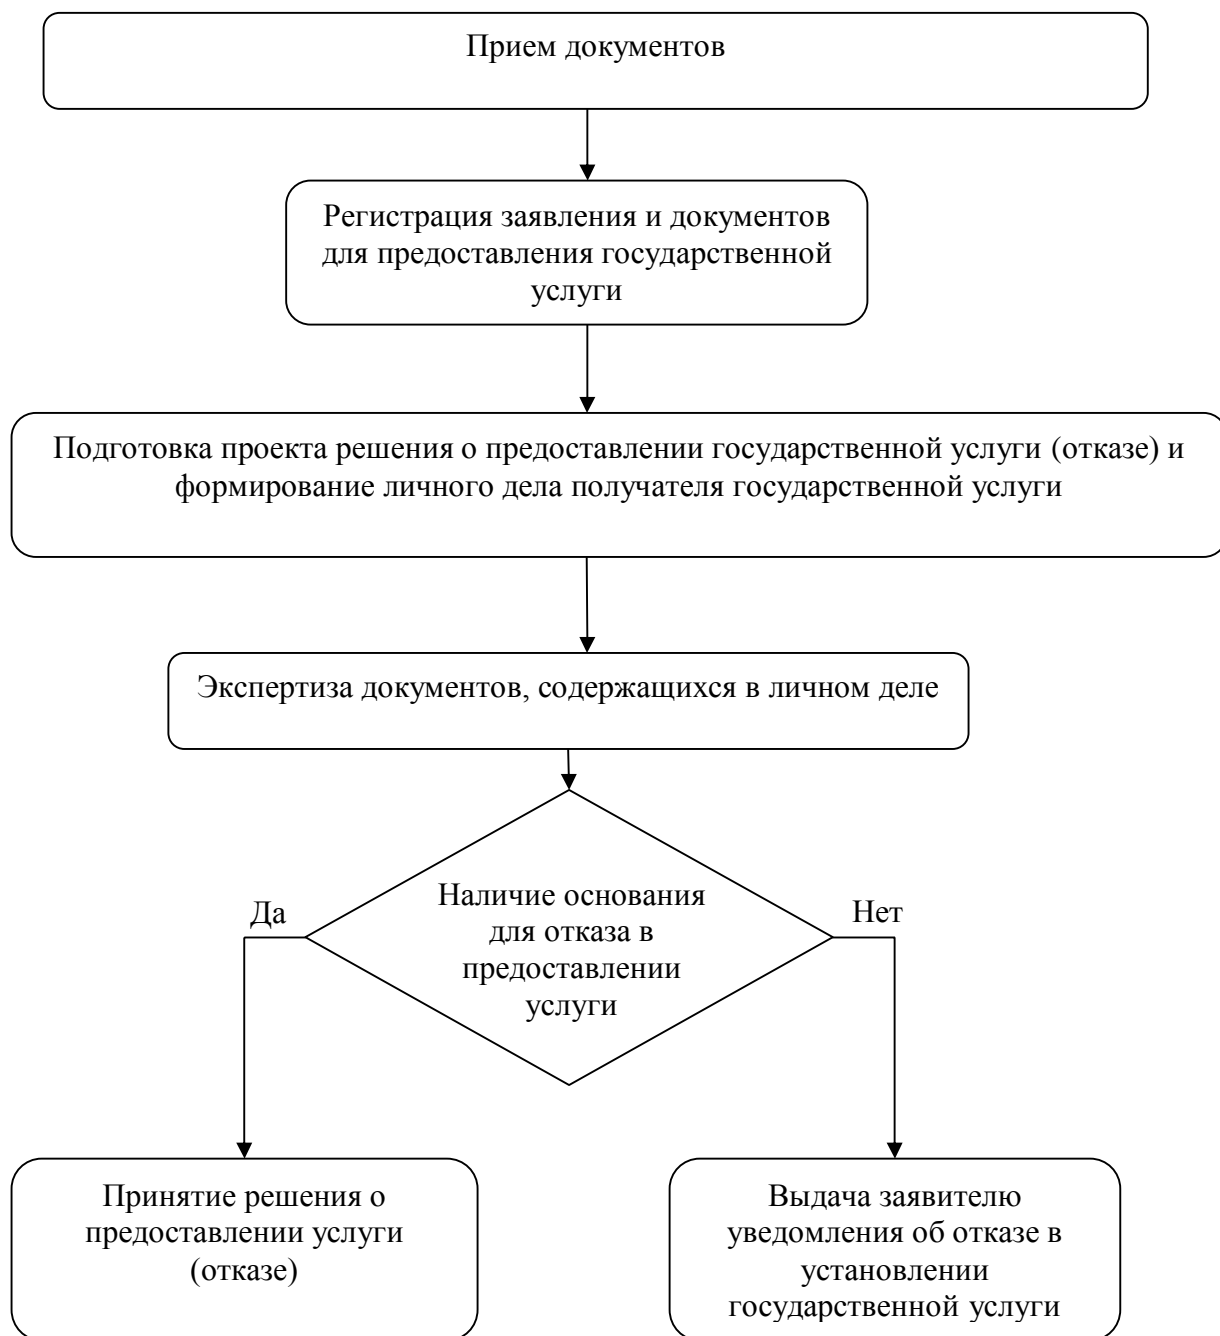 Прием документов
Регистрация заявления и документов
для предоставления государственной
услуги
Подготовка проекта решения о предоставлении государственной услуги (отказе) и
формирование личного дела получателя государственной услуги
Экспертиза документов, содержащихся в личном деле
Наличие основания
для отказа в
предоставлении
услуги
Да
Нет
Принятие решения о
предоставлении услуги
(отказе)
Выдача заявителю
уведомления об отказе в
установлении
государственной услуги